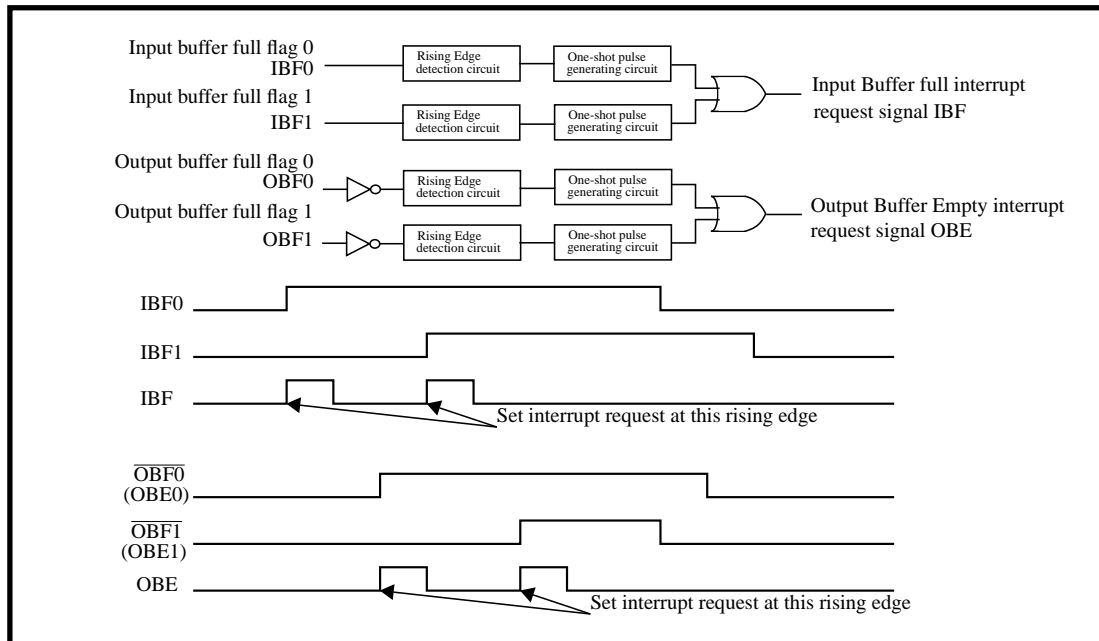 Input buffer full flag 0
IBF0
Rising Edge
detection circuit
One-shot pulse
generating circuit
Input buffer full flag 1
IBF1
Rising Edge
detection circuit
One-shot pulse
generating circuit
Input Buffer full interrupt
request signal IBF
Output buffer full flag 0
OBF0
Rising Edge
detection circuit
One-shot pulse
generating circuit
Output buffer full flag 1
OBF1
Rising Edge
detection circuit
One-shot pulse
generating circuit
Output Buffer Empty interrupt
request signal OBE
IBF0
IBF1
IBF
Set interrupt request at this rising edge
O̅B̅F̅0̅
(OBE0)
O̅B̅F̅1̅
(OBE1)
OBE
Set interrupt request at this rising edge